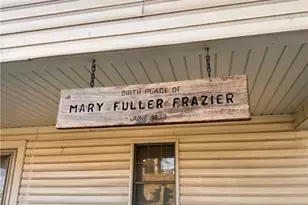 BIRTH PLACE OF
MARY FULLER FRAZIER
JUNE